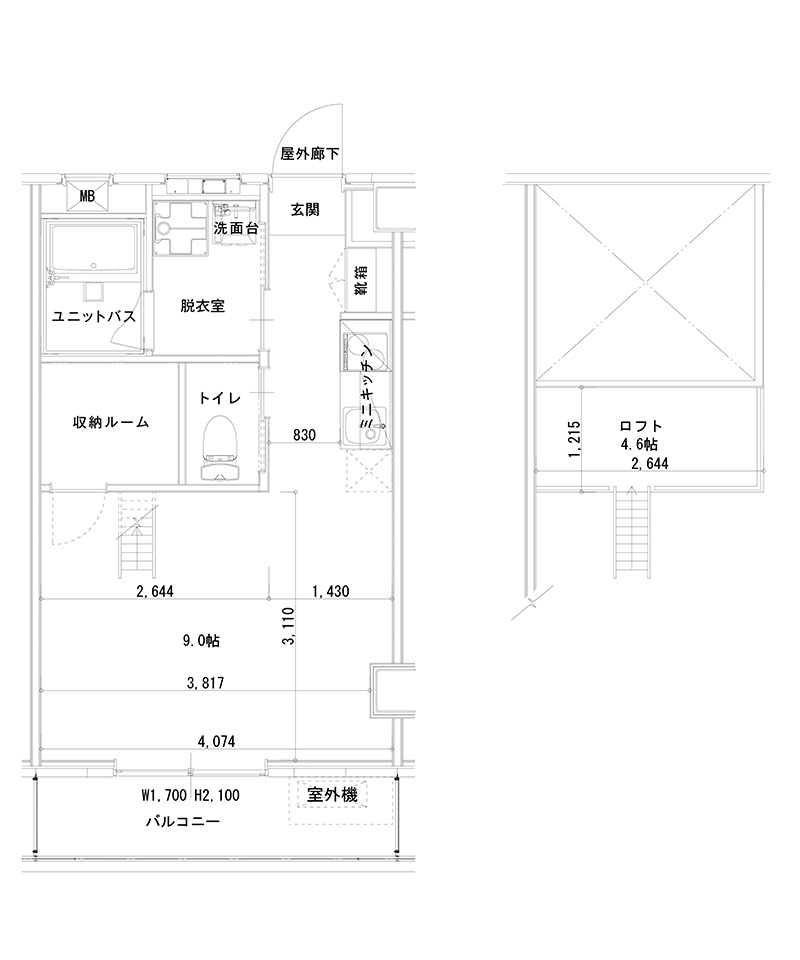 屋外廊下
MB
玄関
洗面台
靴箱
脱衣室
ユニットバス
ミニキッチン
トイレ
収納ルーム
830
2,644
1,430
3,110
9.0帖
3,817
4,074
W1,700 H2,100
室外機
バルコニー
ロフト
4.6帖
1,215
2,644